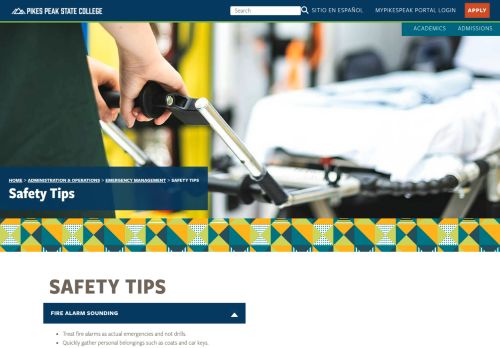 PIKES PEAK STATE COLLEGE
Search
SITIO EN ESPAÑOL
MYPIKESPEAK PORTAL LOGIN
APPLY
ACADEMICS
ADMISSIONS
HOME > ADMINISTRATION & OPERATIONS > EMERGENCY MANAGEMENT > SAFETY TIPS
Safety Tips
SAFETY TIPS
FIRE ALARM SOUNDING
• Treat fire alarms as actual emergencies and not drills.
• Quickly gather personal belongings such as coats and car keys.